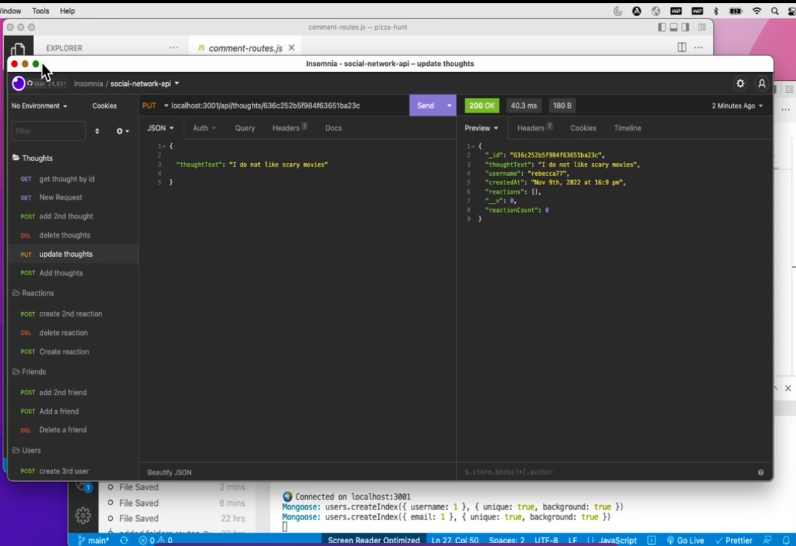 Window Tools Help
comment-routes.js — pizza-hunt
EXPLORER ··· JS comment-routes.js ×
Insomnia - social-network-api – update thoughts
Star 24,631 Insomnia / social-network-api
No Environment Cookies PUT localhost:3001/api/thoughts/636c252b5f984f63651ba23c Send 200 OK 40.3 ms 180 B 2 Minutes Ago
Filter JSON Auth Query Headers 1 Docs Preview Headers 7 Cookies Timeline
Thoughts
GET get thought by id
GET New Request
POST add 2nd thought
DEL delete thoughts
PUT update thoughts
POST Add thoughts
Reactions
POST create 2nd reaction
DEL delete reaction
POST Create reaction
Friends
POST add 2nd friend
POST Add a friend
DEL Delete a friend
Users
POST create 3rd user
1 {
2
3 "thoughtText": "I do not like scary movies"
4
5 }
1 {
2 "_id": "636c252b5f984f63651ba23c",
3 "thoughtText": "I do not like scary movies",
4 "username": "rebecca77",
5 "createdAt": "Nov 9th, 2022 at 16:9 pm",
6 "reactions": [],
7 "__v": 0,
8 "reactionCount": 0
9 }
Beautify JSON $.store.books[*].author
File Saved 2 mins
File Saved 6 mins
File Saved 22 hrs
Connected on localhost:3001
Mongoose: users.createIndex({ username: 1 }, { unique: true, background: true })
Mongoose: users.createIndex({ email: 1 }, { unique: true, background: true })
main* 0 0 Screen Reader Optimized Ln 27, Col 50 Spaces: 2 UTF-8 LF {} JavaScript Go Live Prettier